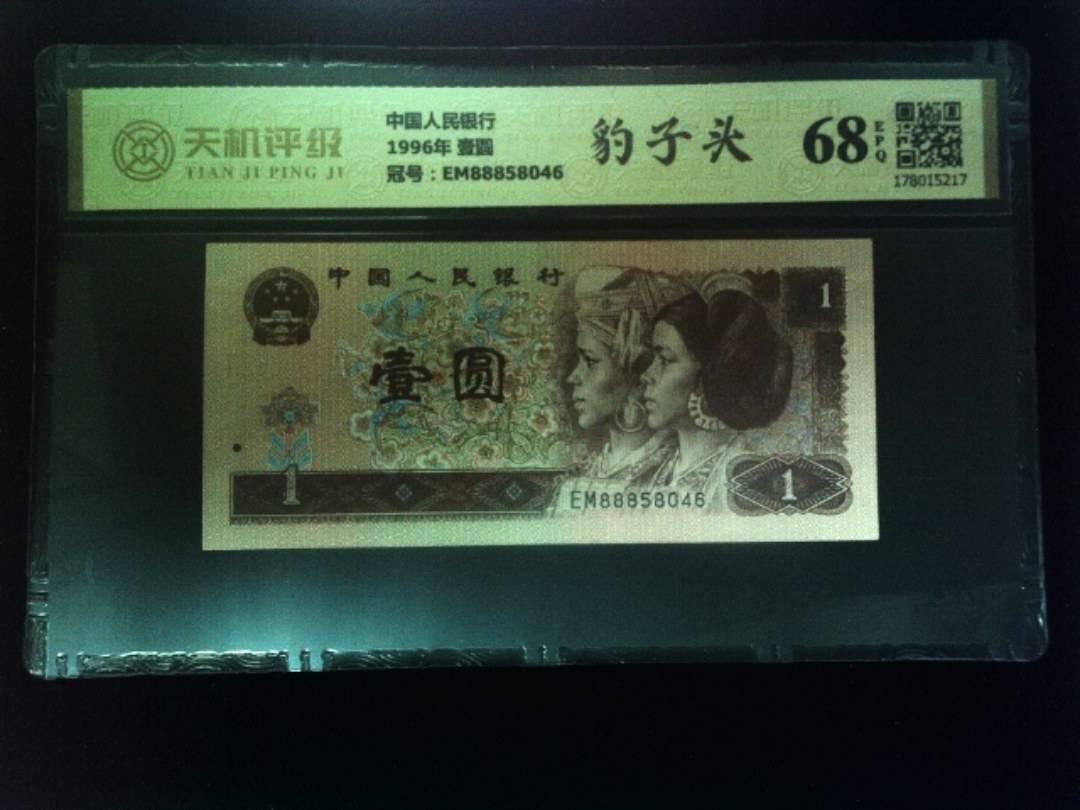 天机评级
TIAN JI PING JI
中国人民银行
1996年 壹圆
冠号：EM88858046
豹子头
68
EPQ
178015217
中国人民银行
1
壹圆
1
EM88858046
1